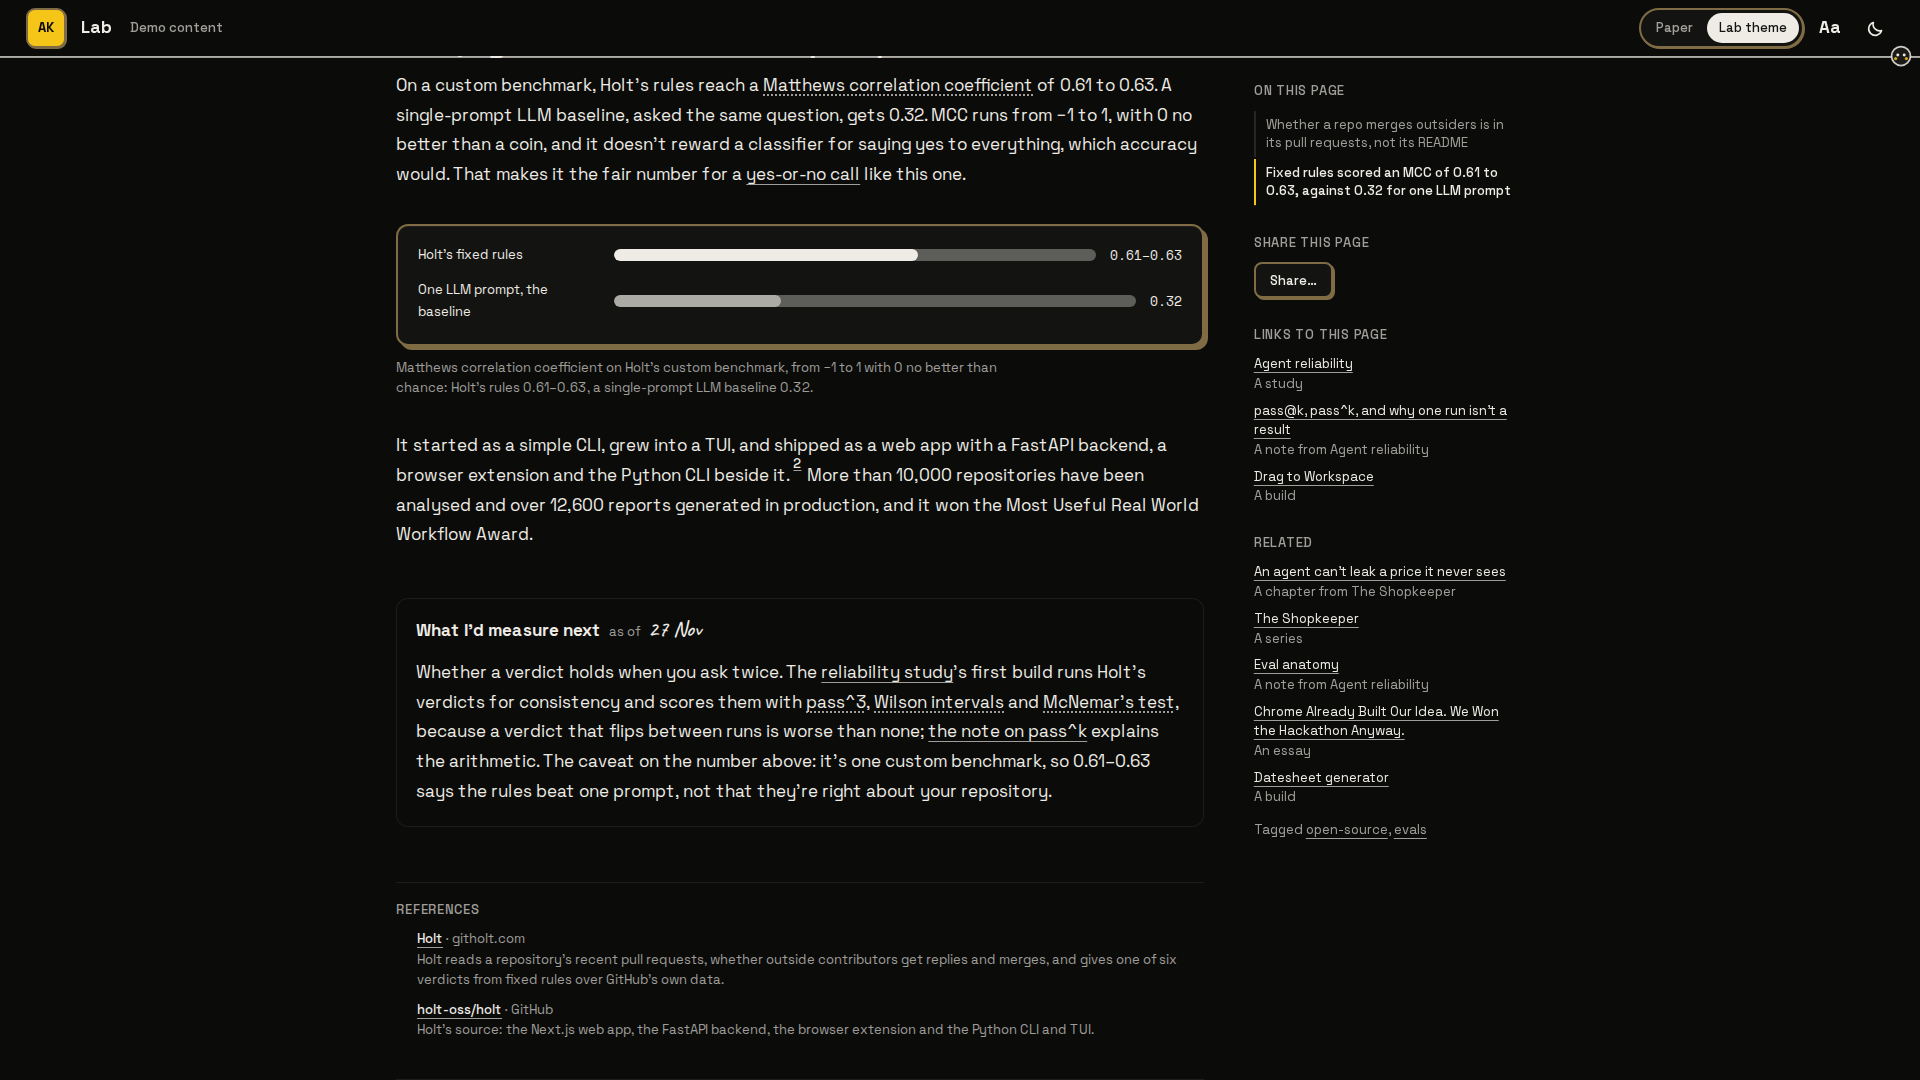 AK Lab Demo content Paper Lab theme Aa
On a custom benchmark, Holt’s rules reach a Matthews correlation coefficient of 0.61 to 0.63. A
single-prompt LLM baseline, asked the same question, gets 0.32. MCC runs from −1 to 1, with 0 no
better than a coin, and it doesn’t reward a classifier for saying yes to everything, which accuracy
would. That makes it the fair number for a yes-or-no call like this one.
Holt’s fixed rules 0.61–0.63
One LLM prompt, the
baseline 0.32
Matthews correlation coefficient on Holt’s custom benchmark, from −1 to 1 with 0 no better than
chance: Holt’s rules 0.61–0.63, a single-prompt LLM baseline 0.32.
It started as a simple CLI, grew into a TUI, and shipped as a web app with a FastAPI backend, a
browser extension and the Python CLI beside it. 2 More than 10,000 repositories have been
analysed and over 12,600 reports generated in production, and it won the Most Useful Real World
Workflow Award.
What I’d measure next as of 27 Nov
Whether a verdict holds when you ask twice. The reliability study’s first build runs Holt’s
verdicts for consistency and scores them with pass^3, Wilson intervals and McNemar’s test,
because a verdict that flips between runs is worse than none; the note on pass^k explains
the arithmetic. The caveat on the number above: it’s one custom benchmark, so 0.61–0.63
says the rules beat one prompt, not that they’re right about your repository.
REFERENCES
Holt · githolt.com
Holt reads a repository’s recent pull requests, whether outside contributors get replies and merges, and gives one of six
verdicts from fixed rules over GitHub’s own data.
holt-oss/holt · GitHub
Holt’s source: the Next.js web app, the FastAPI backend, the browser extension and the Python CLI and TUI.
ON THIS PAGE
Whether a repo merges outsiders is in
its pull requests, not its README
Fixed rules scored an MCC of 0.61 to
0.63, against 0.32 for one LLM prompt
SHARE THIS PAGE
Share…
LINKS TO THIS PAGE
Agent reliability
A study
pass@k, pass^k, and why one run isn’t a
result
A note from Agent reliability
Drag to Workspace
A build
RELATED
An agent can’t leak a price it never sees
A chapter from The Shopkeeper
The Shopkeeper
A series
Eval anatomy
A note from Agent reliability
Chrome Already Built Our Idea. We Won
the Hackathon Anyway.
An essay
Datesheet generator
A build
Tagged open-source, evals